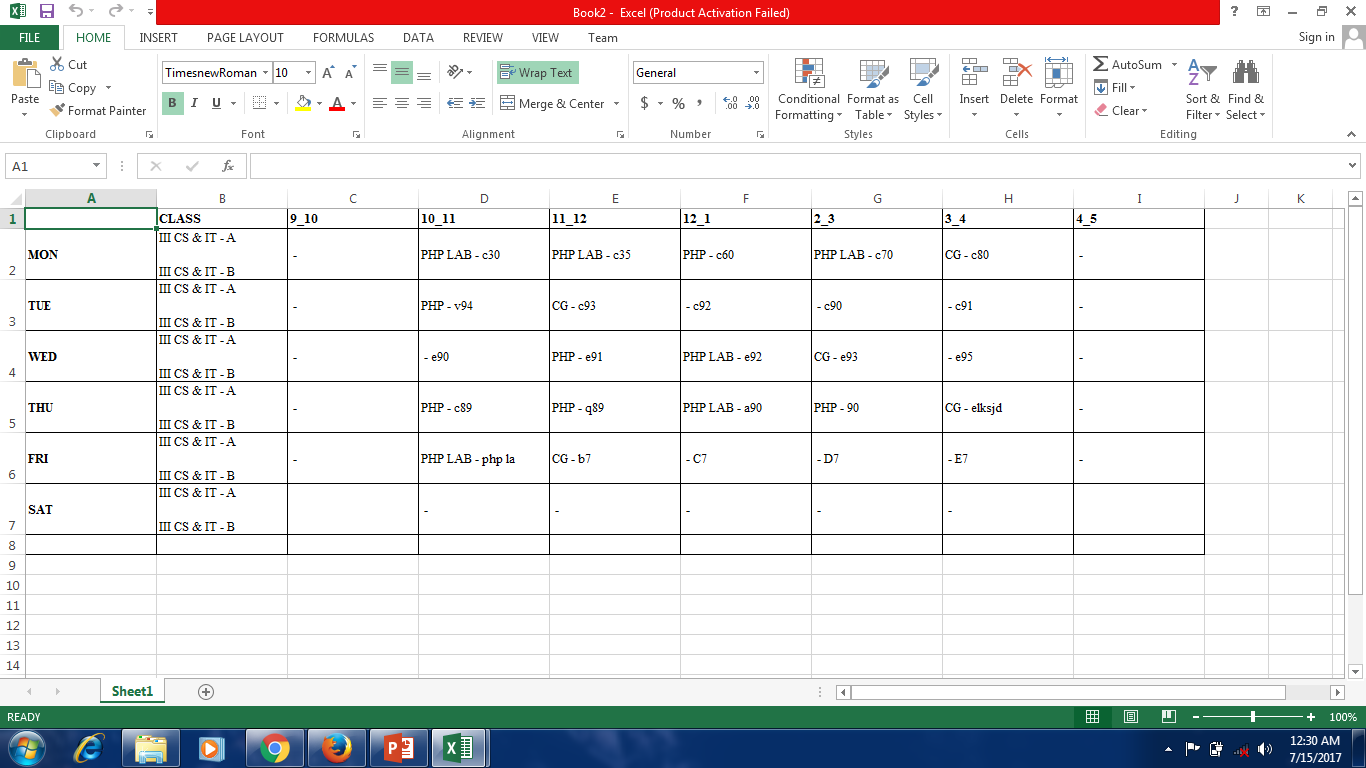 Book2 - Excel (Product Activation Failed)
FILE HOME INSERT PAGE LAYOUT FORMULAS DATA REVIEW VIEW Team Sign in
Paste
Cut
Copy
Format Painter
Clipboard
TimesnewRoman 10
B I U
Font
Wrap Text
Merge & Center
Alignment
General
$ % ,
Number
Conditional Formatting
Format as Table
Cell Styles
Styles
Insert Delete Format
Cells
AutoSum
Fill
Clear
Sort & Filter
Find & Select
Editing
A1 fx
A B C D E F G H I J K
1 CLASS 9_10 10_11 11_12 12_1 2_3 3_4 4_5
III CS & IT - A
2 MON - PHP LAB - c30 PHP LAB - c35 PHP - c60 PHP LAB - c70 CG - c80 -
III CS & IT - B
III CS & IT - A
3 TUE - PHP - v94 CG - c93 - c92 - c90 - c91 -
III CS & IT - B
III CS & IT - A
4 WED - - e90 PHP - e91 PHP LAB - e92 CG - e93 - e95 -
III CS & IT - B
III CS & IT - A
5 THU - PHP - c89 PHP - q89 PHP LAB - a90 PHP - 90 CG - elksjd -
III CS & IT - B
III CS & IT - A
6 FRI - PHP LAB - php la CG - b7 - C7 - D7 - E7 -
III CS & IT - B
III CS & IT - A
7 SAT - - - - -
III CS & IT - B
8
9
10
11
12
13
14
Sheet1
READY 100%
12:30 AM
7/15/2017